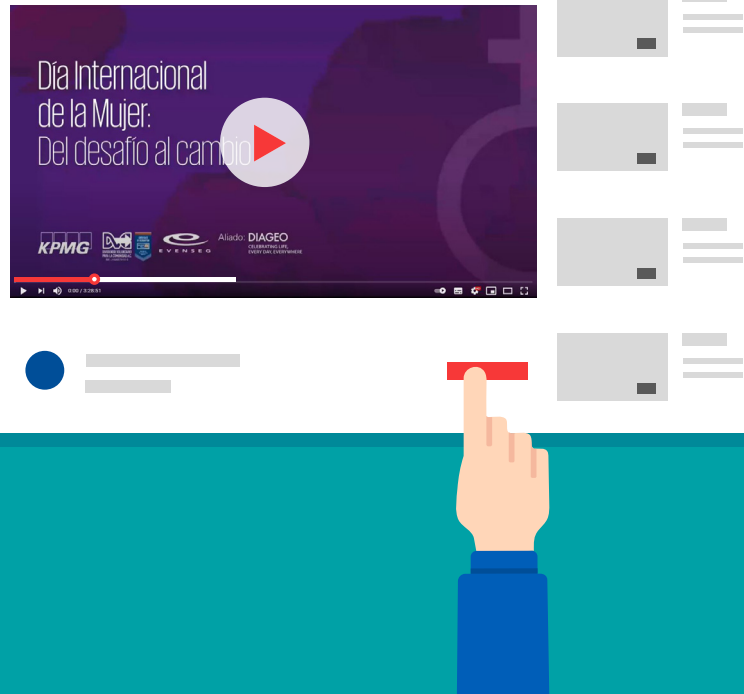 Día Internacional
de la Mujer:
Del desafío al cambio
KPMG
EVENSEO
Aliado: DIAGEO
CELEBRATING LIFE,
EVERY DAY, EVERYWHERE
0:00 / 3:28:51